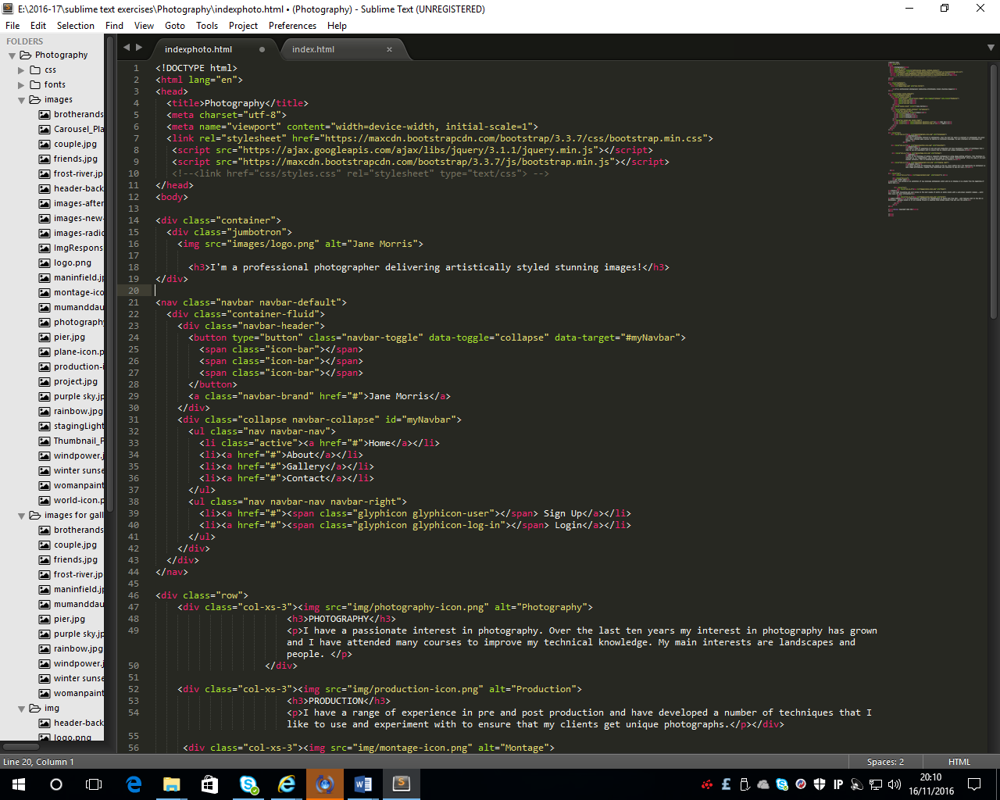 E:\2016-17\sublime text exercises\Photography\indexphoto.html • (Photography) - Sublime Text (UNREGISTERED)
File Edit Selection Find View Goto Tools Project Preferences Help
FOLDERS
Photography
css
fonts
images
brotherands
Carousel_Pla
couple.jpg
friends.jpg
frost-river.jp
header-back
images-after
images-new-
images-radio
ImgRespons
logo.png
maninfield.jp
montage-ico
mumanddau
photography
pier.jpg
plane-icon.p
production-i
project.jpg
purple sky.jp
rainbow.jpg
stagingLight
Thumbnail_P
windpower.j
winter sunse
womanpaint
world-icon.p
images for gall
brotherands
couple.jpg
friends.jpg
frost-river.jp
maninfield.jp
mumanddau
pier.jpg
purple sky.jp
rainbow.jpg
windpower.j
winter sunse
womanpaint
img
header-back
logo.png
indexphoto.html index.html
1 <!DOCTYPE html>
2 <html lang="en">
3 <head>
4 <title>Photography</title>
5 <meta charset="utf-8">
6 <meta name="viewport" content="width=device-width, initial-scale=1">
7 <link rel="stylesheet" href="https://maxcdn.bootstrapcdn.com/bootstrap/3.3.7/css/bootstrap.min.css">
8 <script src="https://ajax.googleapis.com/ajax/libs/jquery/3.1.1/jquery.min.js"></script>
9 <script src="https://maxcdn.bootstrapcdn.com/bootstrap/3.3.7/js/bootstrap.min.js"></script>
10 <!--<link href="css/styles.css" rel="stylesheet" type="text/css"> -->
11 </head>
12 <body>
13
14 <div class="container">
15 <div class="jumbotron">
16 <img src="images/logo.png" alt="Jane Morris">
17
18 <h3>I'm a professional photographer delivering artistically styled stunning images!</h3>
19 </div>
20
21 <nav class="navbar navbar-default">
22 <div class="container-fluid">
23 <div class="navbar-header">
24 <button type="button" class="navbar-toggle" data-toggle="collapse" data-target="#myNavbar">
25 <span class="icon-bar"></span>
26 <span class="icon-bar"></span>
27 <span class="icon-bar"></span>
28 </button>
29 <a class="navbar-brand" href="#">Jane Morris</a>
30 </div>
31 <div class="collapse navbar-collapse" id="myNavbar">
32 <ul class="nav navbar-nav">
33 <li class="active"><a href="#">Home</a></li>
34 <li><a href="#">About</a></li>
35 <li><a href="#">Gallery</a></li>
36 <li><a href="#">Contact</a></li>
37 </ul>
38 <ul class="nav navbar-nav navbar-right">
39 <li><a href="#"><span class="glyphicon glyphicon-user"></span> Sign Up</a></li>
40 <li><a href="#"><span class="glyphicon glyphicon-log-in"></span> Login</a></li>
41 </ul>
42 </div>
43 </div>
44 </nav>
45
46 <div class="row">
47 <div class="col-xs-3"><img src="img/photography-icon.png" alt="Photography">
48 <h3>PHOTOGRAPHY</h3>
49 <p>I have a passionate interest in photography. Over the last ten years my interest in photography has grown
and I have attended many courses to improve my technical knowledge. My main interests are landscapes and
people. </p>
50 </div>
51
52 <div class="col-xs-3"><img src="img/production-icon.png" alt="Production">
53 <h3>PRODUCTION</h3>
54 <p>I have a range of experience in pre and post production and have developed a number of techniques that I
like to use and experiment with to ensure that my clients get unique photographs.</p></div>
55
56 <div class="col-xs-3"><img src="img/montage-icon.png" alt="Montage">
Line 20, Column 1 Spaces: 2 HTML
IP
20:10
16/11/2016